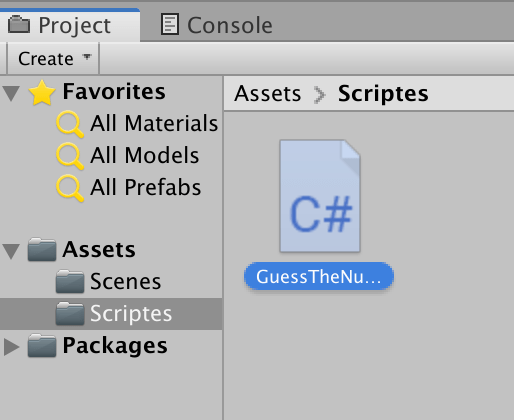 Project
Console
Create
Favorites
All Materials
All Models
All Prefabs
Assets
Scenes
Scriptes
Packages
Assets > Scriptes
C#
GuessTheNu...